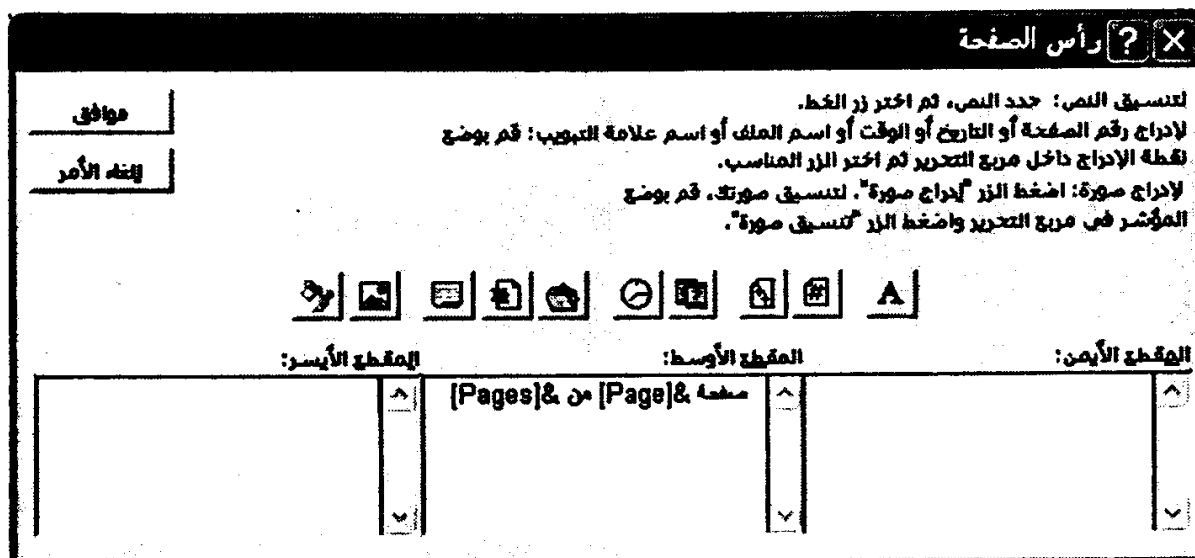 رأس الصفحة
لتنسيق النص: حدد النص، ثم اختر زر الخط.
لإدراج رقم الصفحة أو التاريخ أو الوقت أو اسم الملف أو اسم علامة التبويب: قم بوضع
نقطة الإدراج داخل مربع التحرير ثم اختر الزر المناسب.
لإدراج صورة: اضغط الزر "إدراج صورة". لتنسيق صورتك، قم بوضع
المؤشر في مربع التحرير واضغط الزر "تنسيق صورة".
موافق
إلغاء الأمر
A
المقطع الأيمن:
المقطع الأوسط:
المقطع الأيسر:
صفحة &[Page] من &[Pages]